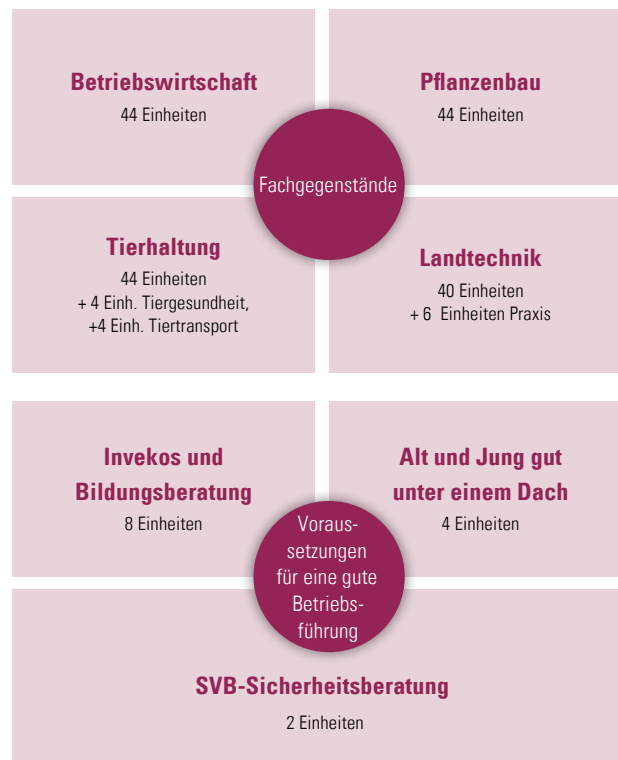 Betriebswirtschaft
44 Einheiten
Pflanzenbau
44 Einheiten
Fachgegenstände
Tierhaltung
44 Einheiten
+ 4 Einh. Tiergesundheit,
+4 Einh. Tiertransport
Landtechnik
40 Einheiten
+ 6 Einheiten Praxis
Invekos und
Bildungsberatung
8 Einheiten
Alt und Jung gut
unter einem Dach
4 Einheiten
Voraus-
setzungen
für eine gute
Betriebs-
führung
SVB-Sicherheitsberatung
2 Einheiten